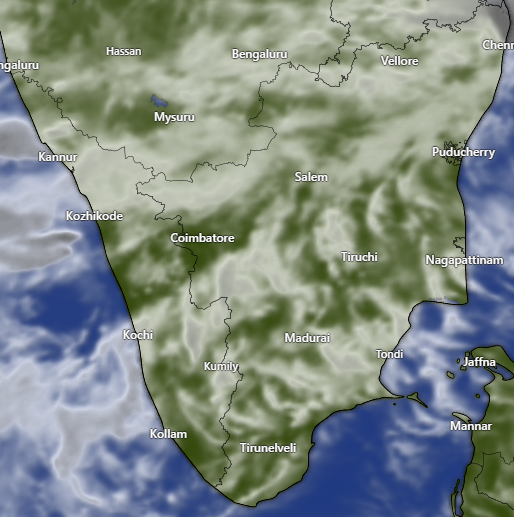 Hassan
Bengaluru
Chenn
Vellore
ngaluru
Mysuru
Puducherry
Kannur
Salem
Kozhikode
Coimbatore
Tiruchi
Nagapattinam
Kochi
Madurai
Tondi
Kumily
Jaffna
Mannar
Kollam
Tirunelveli